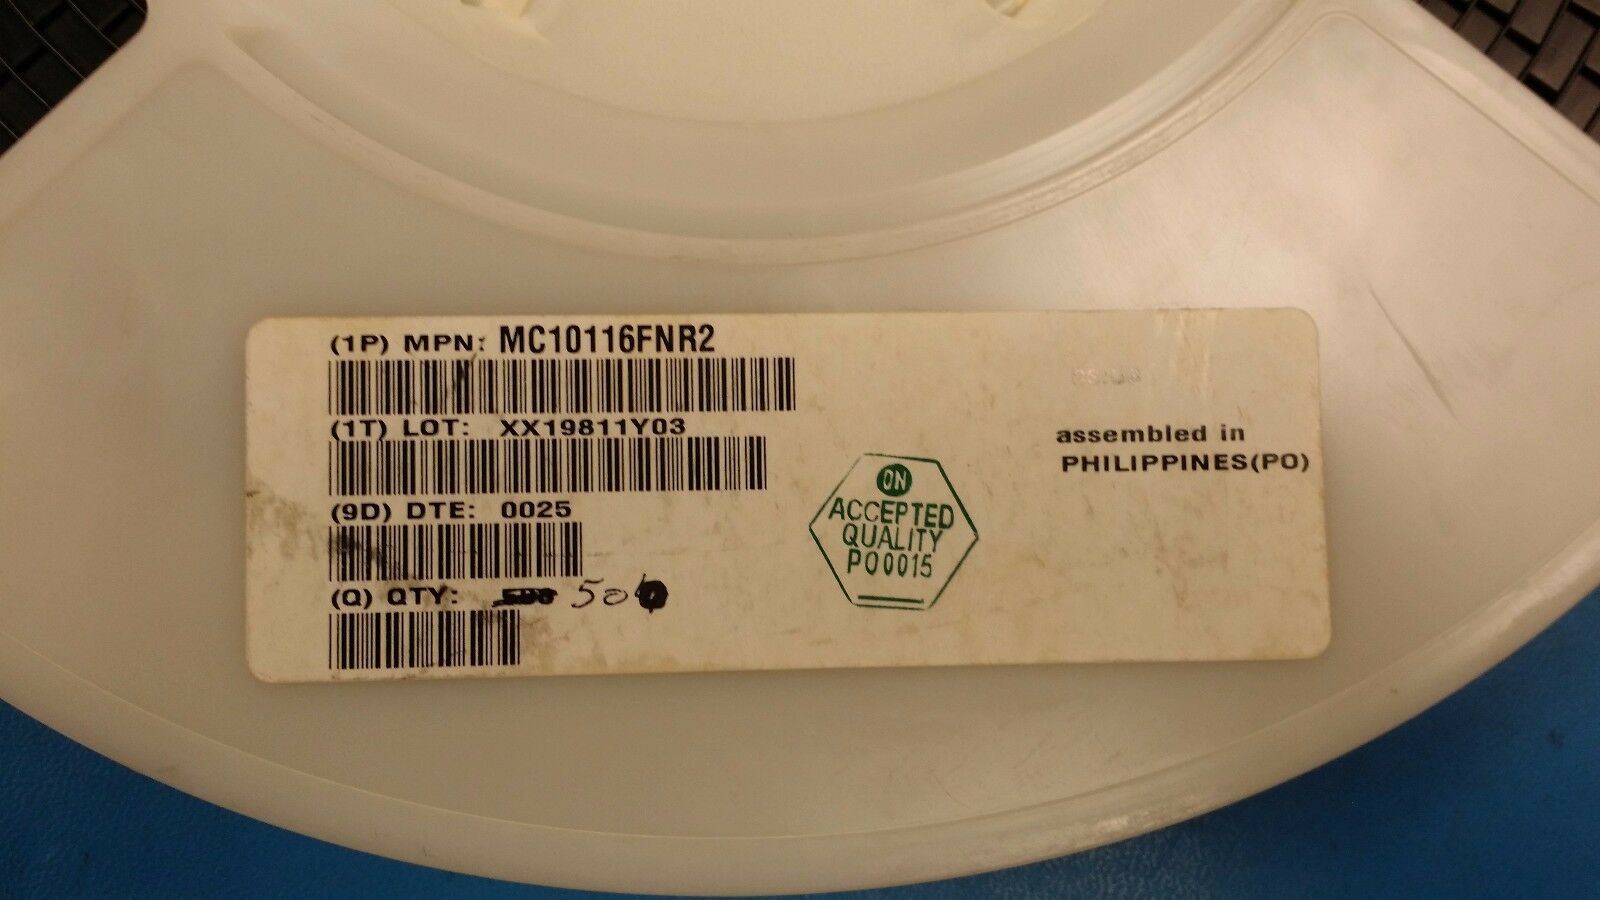 (1P) MPN: MC10116FNR2
(1T) LOT: XX19811Y03
(9D) DTE: 0025
(Q) QTY:
ON
ACCEPTED
QUALITY
PO0015
assembled in
PHILIPPINES(PO)